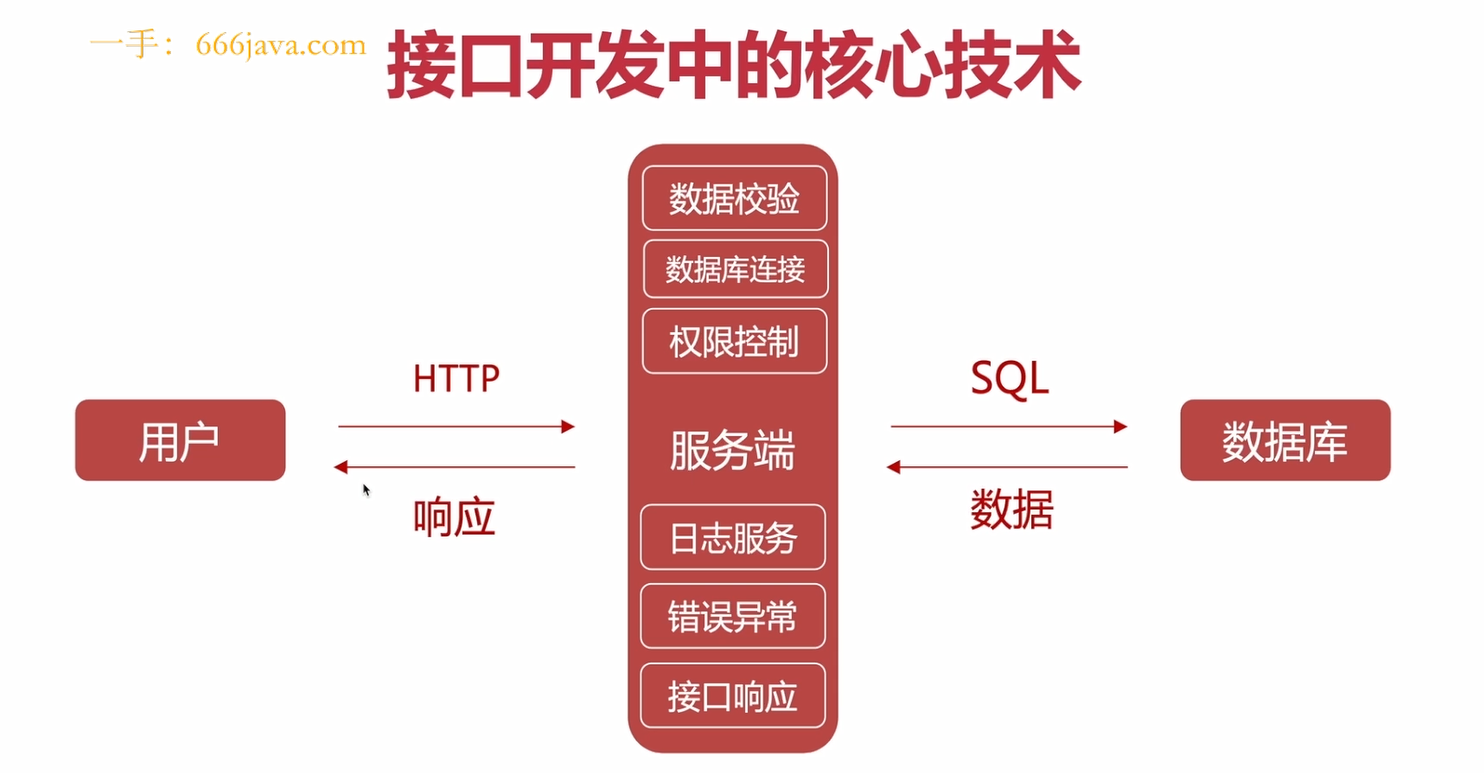 一手：666java.com
接口开发中的核心技术
数据校验
数据库连接
权限控制
服务端
日志服务
错误异常
接口响应
用户
HTTP
响应
SQL
数据
数据库